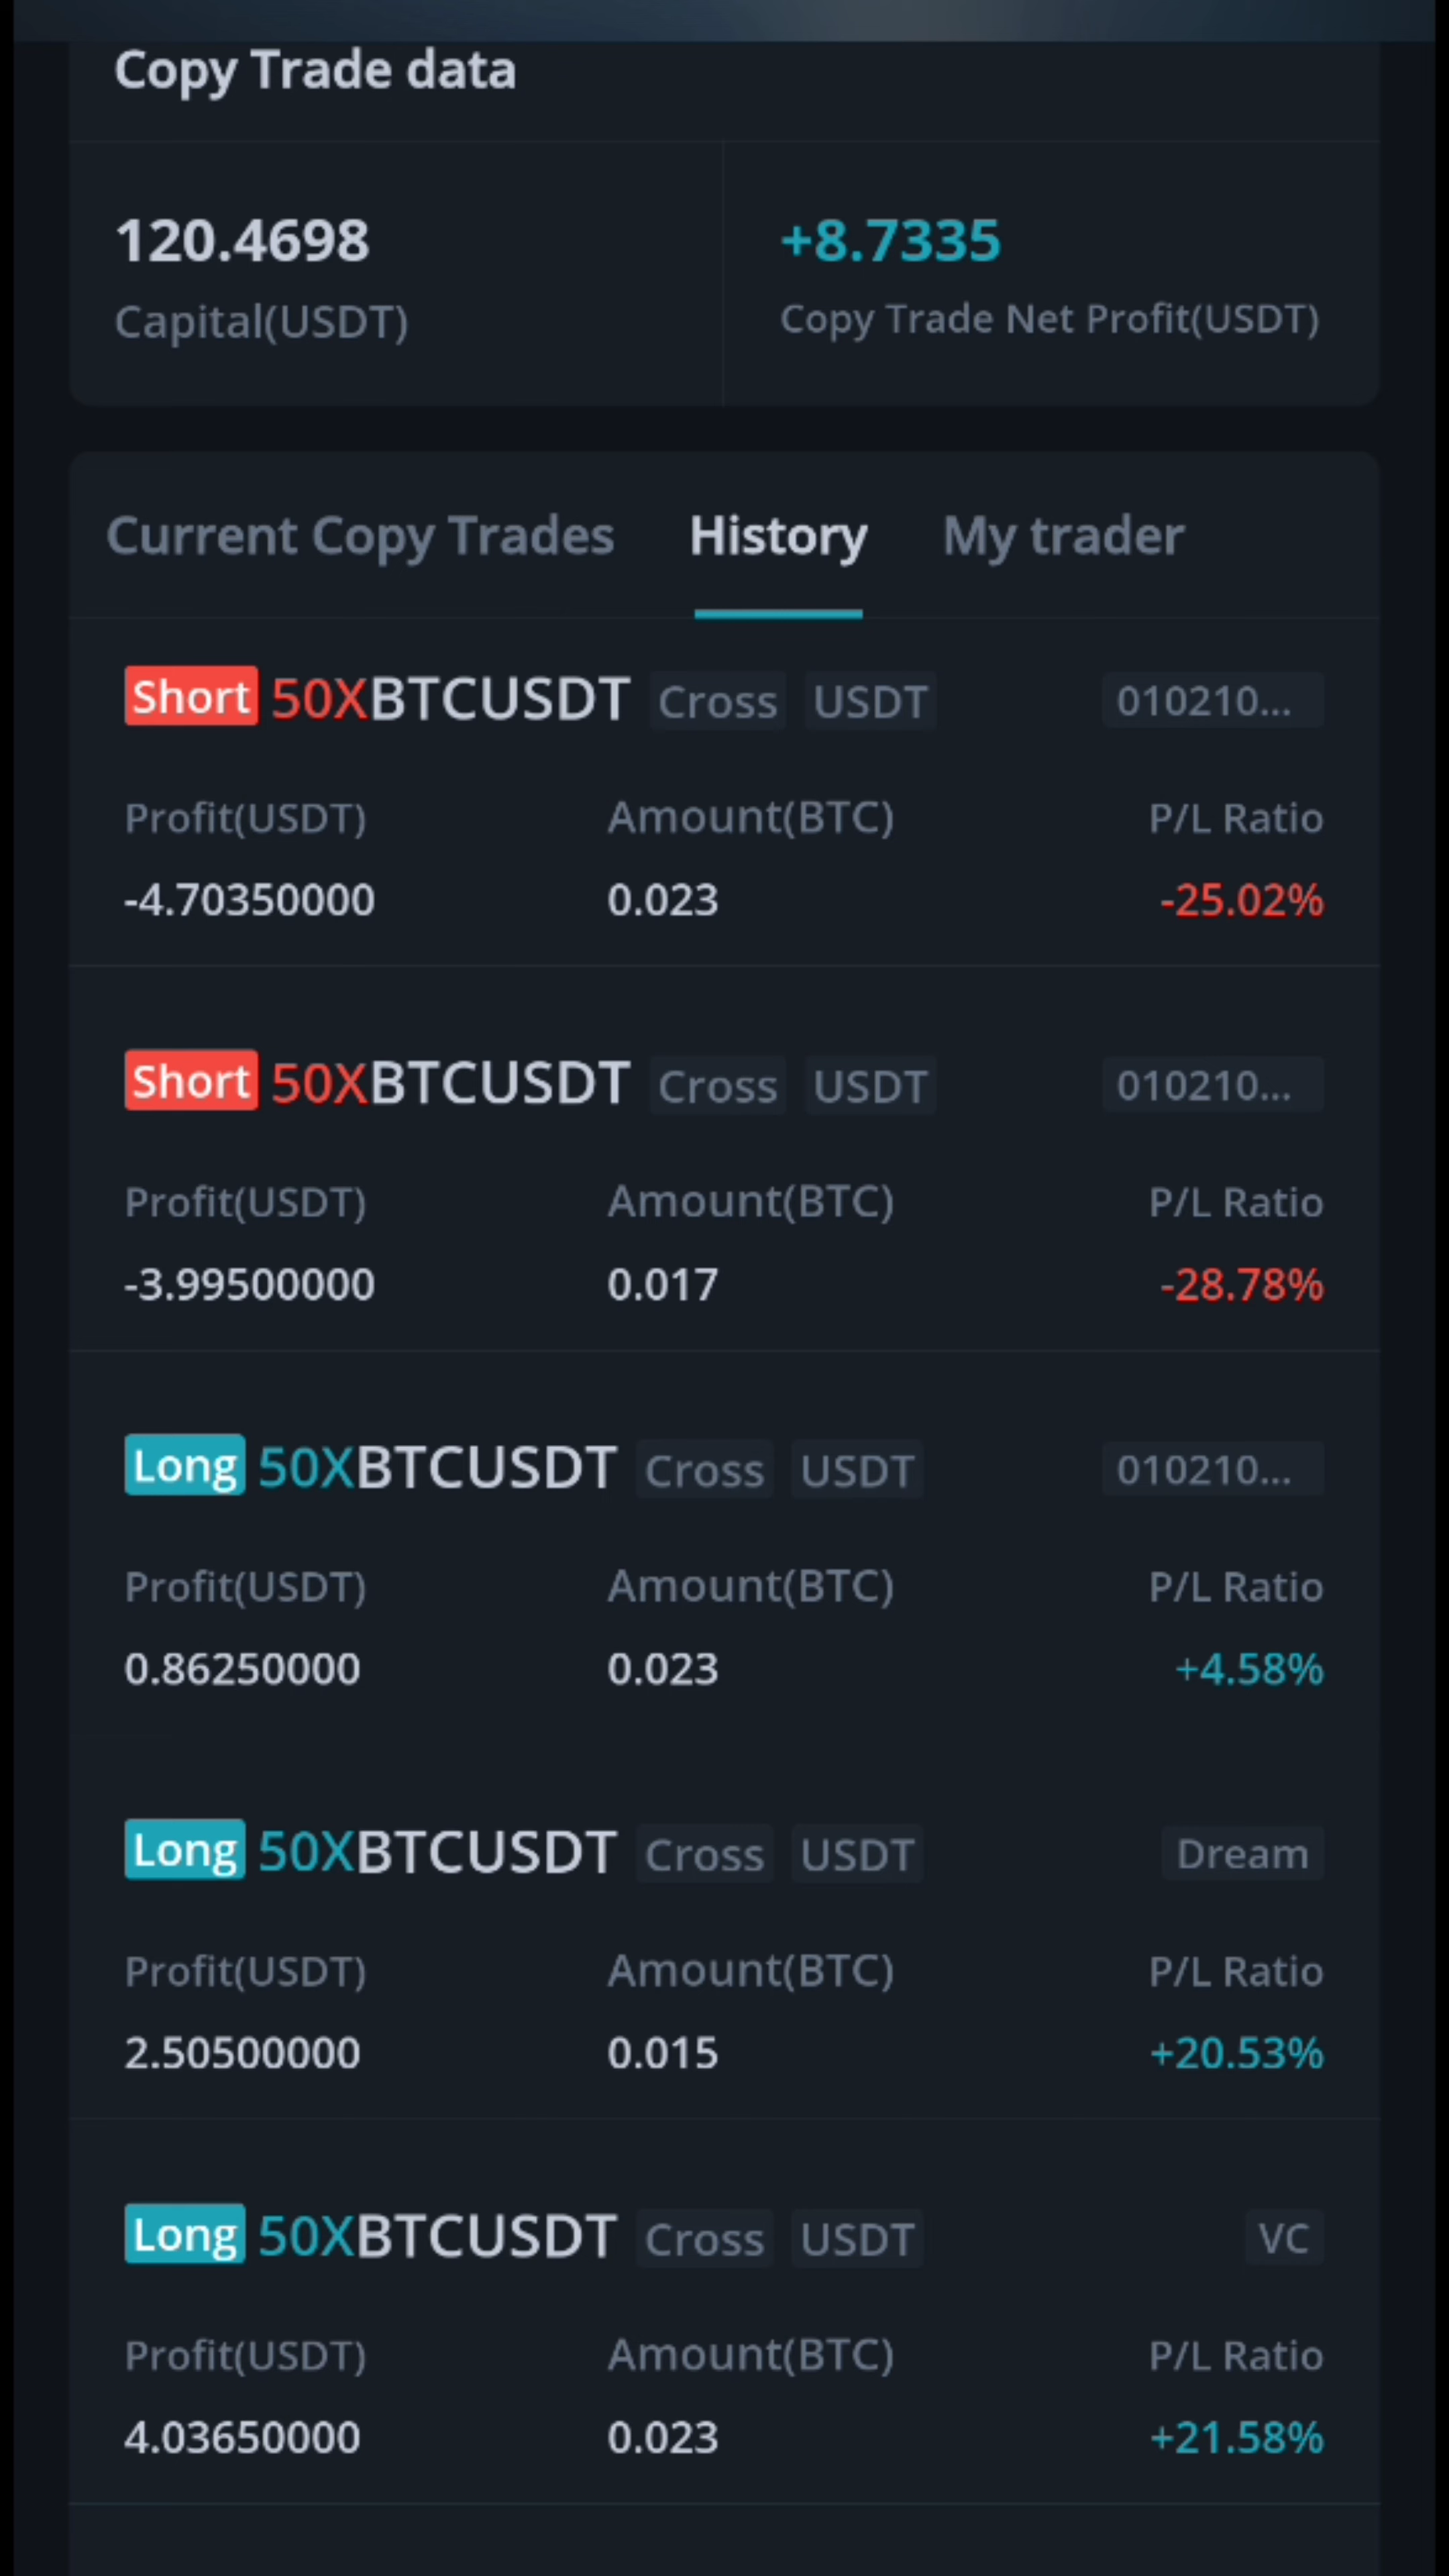 Copy Trade data
120.4698
+8.7335
Capital(USDT)
Copy Trade Net Profit(USDT)
Current Copy Trades History My trader
Short 50XBTCUSDT Cross USDT 010210...
Profit(USDT) Amount(BTC) P/L Ratio
-4.70350000 0.023 -25.02%
Short 50XBTCUSDT Cross USDT 010210...
Profit(USDT) Amount(BTC) P/L Ratio
-3.99500000 0.017 -28.78%
Long 50XBTCUSDT Cross USDT 010210...
Profit(USDT) Amount(BTC) P/L Ratio
0.86250000 0.023 +4.58%
Long 50XBTCUSDT Cross USDT Dream
Profit(USDT) Amount(BTC) P/L Ratio
2.50500000 0.015 +20.53%
Long 50XBTCUSDT Cross USDT VC
Profit(USDT) Amount(BTC) P/L Ratio
4.03650000 0.023 +21.58%